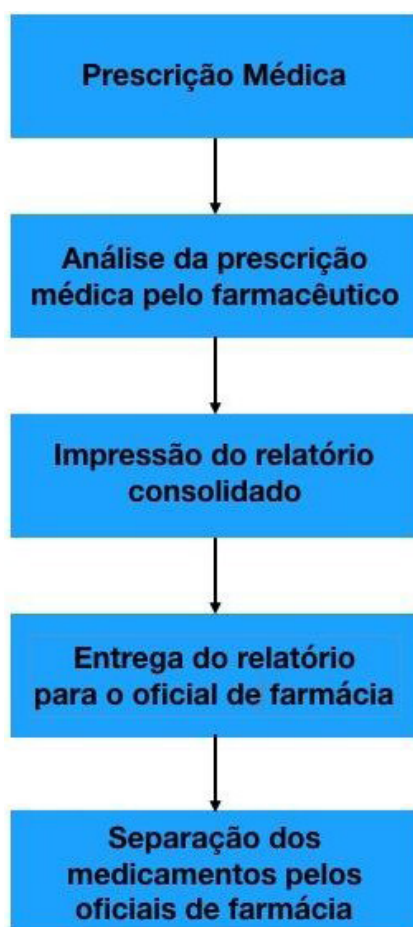 Prescrição Médica
Análise da prescrição
médica pelo farmacêutico
Impressão do relatório
consolidado
Entrega do relatório
para o oficial de farmácia
Separação dos
medicamentos pelos
oficiais de farmácia